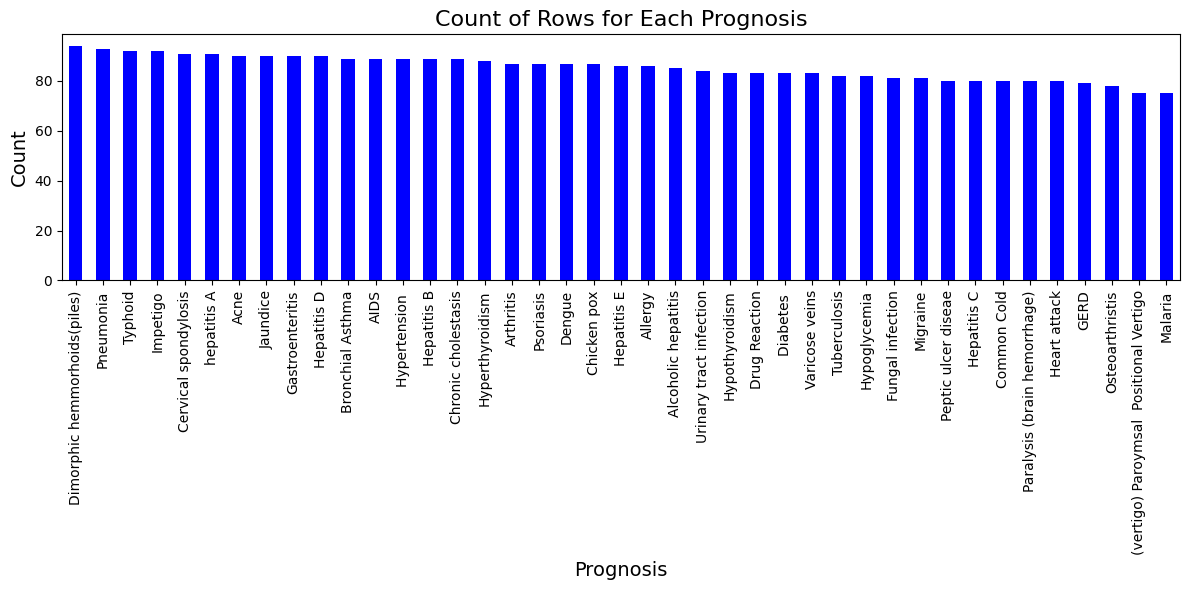 Count of Rows for Each Prognosis
Count
80
60
40
20
0
Dimorphic hemmorhoids(piles)
Pneumonia
Typhoid
Impetigo
Cervical spondylosis
hepatitis A
Acne
Jaundice
Gastroenteritis
Hepatitis D
Bronchial Asthma
AIDS
Hypertension
Hepatitis B
Chronic cholestasis
Hyperthyroidism
Arthritis
Psoriasis
Dengue
Chicken pox
Hepatitis E
Allergy
Alcoholic hepatitis
Urinary tract infection
Hypothyroidism
Drug Reaction
Diabetes
Varicose veins
Tuberculosis
Hypoglycemia
Fungal infection
Migraine
Peptic ulcer diseae
Hepatitis C
Common Cold
Paralysis (brain hemorrhage)
Heart attack
GERD
Osteoarthristis
(vertigo) Paroymsal  Positional Vertigo
Malaria
Prognosis